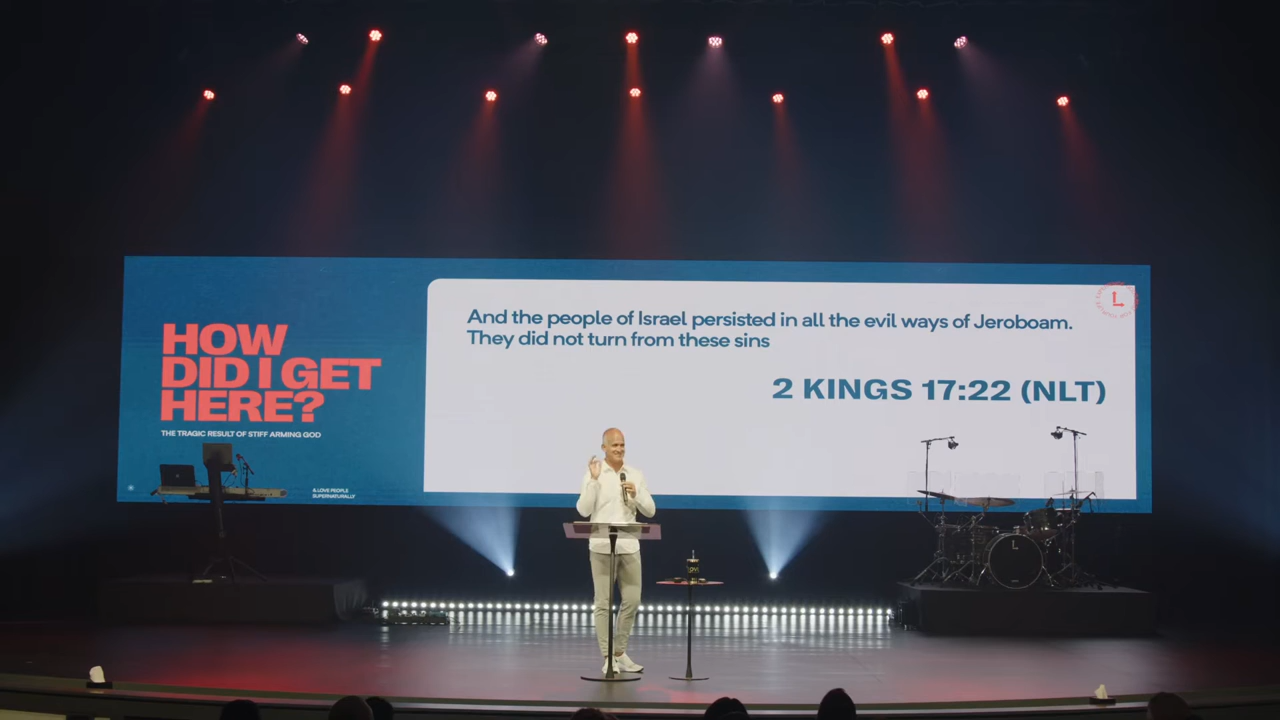 HOW
DID I GET
HERE?
THE TRAGIC RESULT OF STIFF ARMING GOD
& LOVE PEOPLE
SUPERNATURALLY
And the people of Israel persisted in all the evil ways of Jeroboam.
They did not turn from these sins
2 KINGS 17:22 (NLT)
L
L